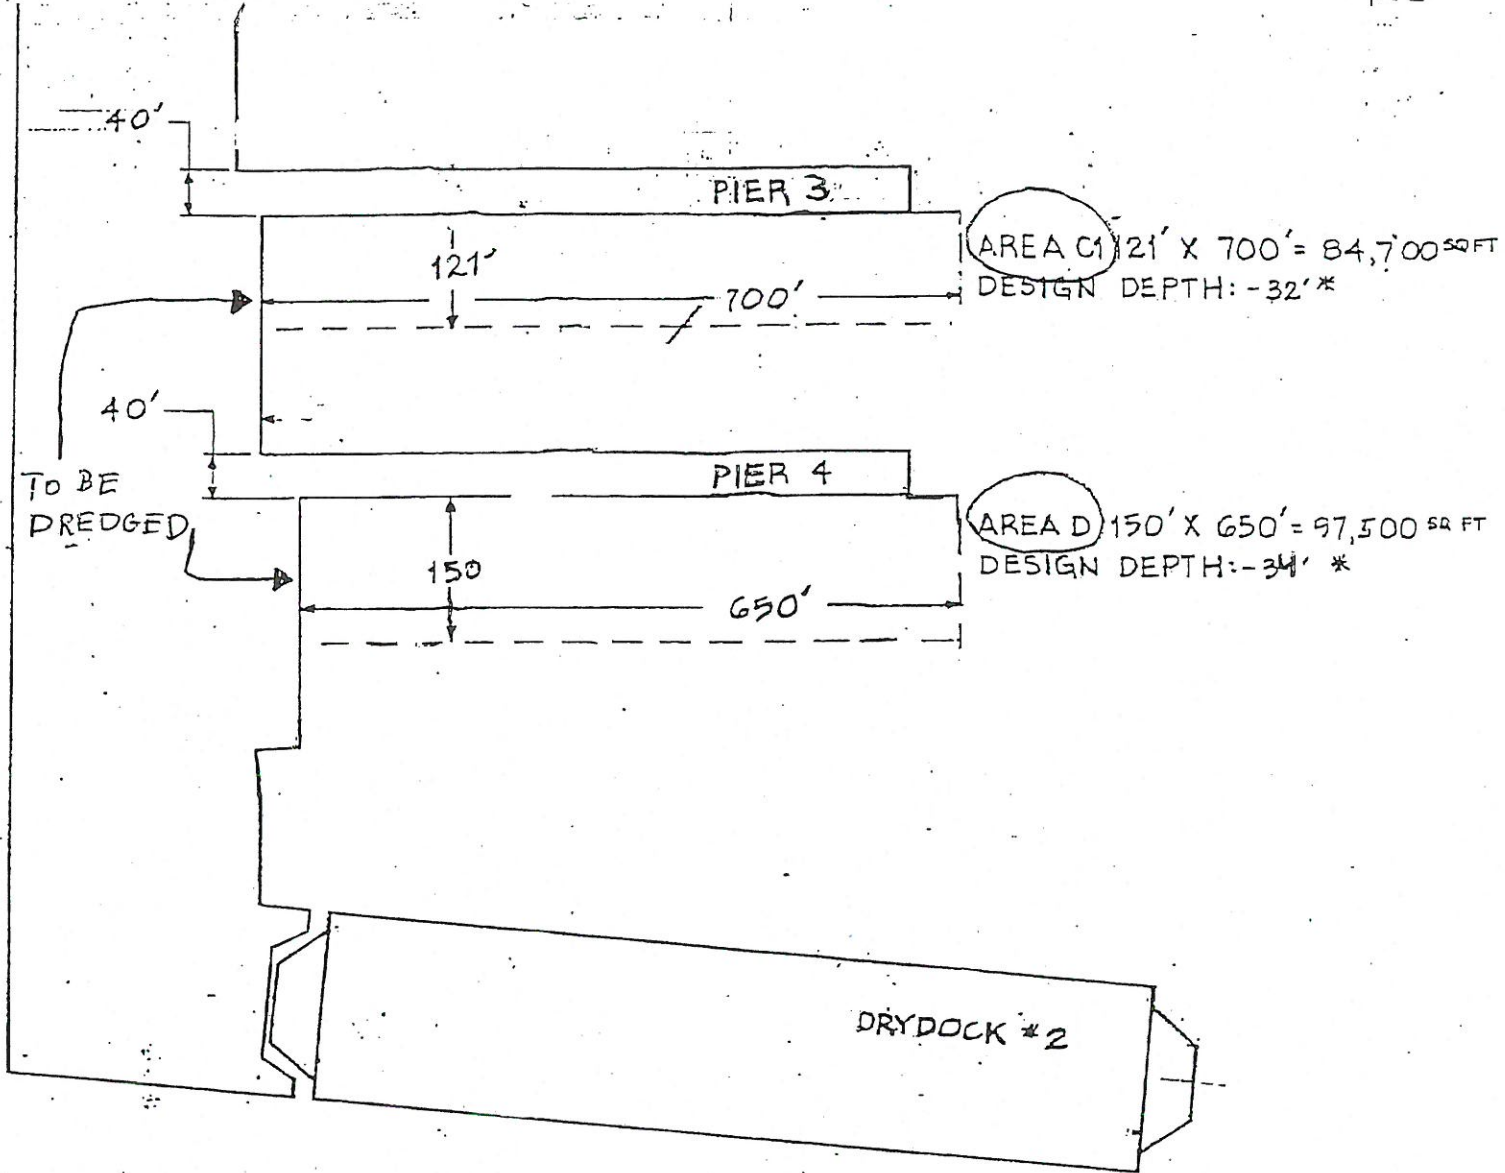 40'
PIER 3
AREA C1 121' X 700' = 84,700 SQ FT
DESIGN DEPTH: -32' *
121'
700'
40'
PIER 4
TO BE
DREDGED
AREA D 150' X 650' = 97,500 SQ FT
DESIGN DEPTH: -34' *
150
650'
DRYDOCK #2